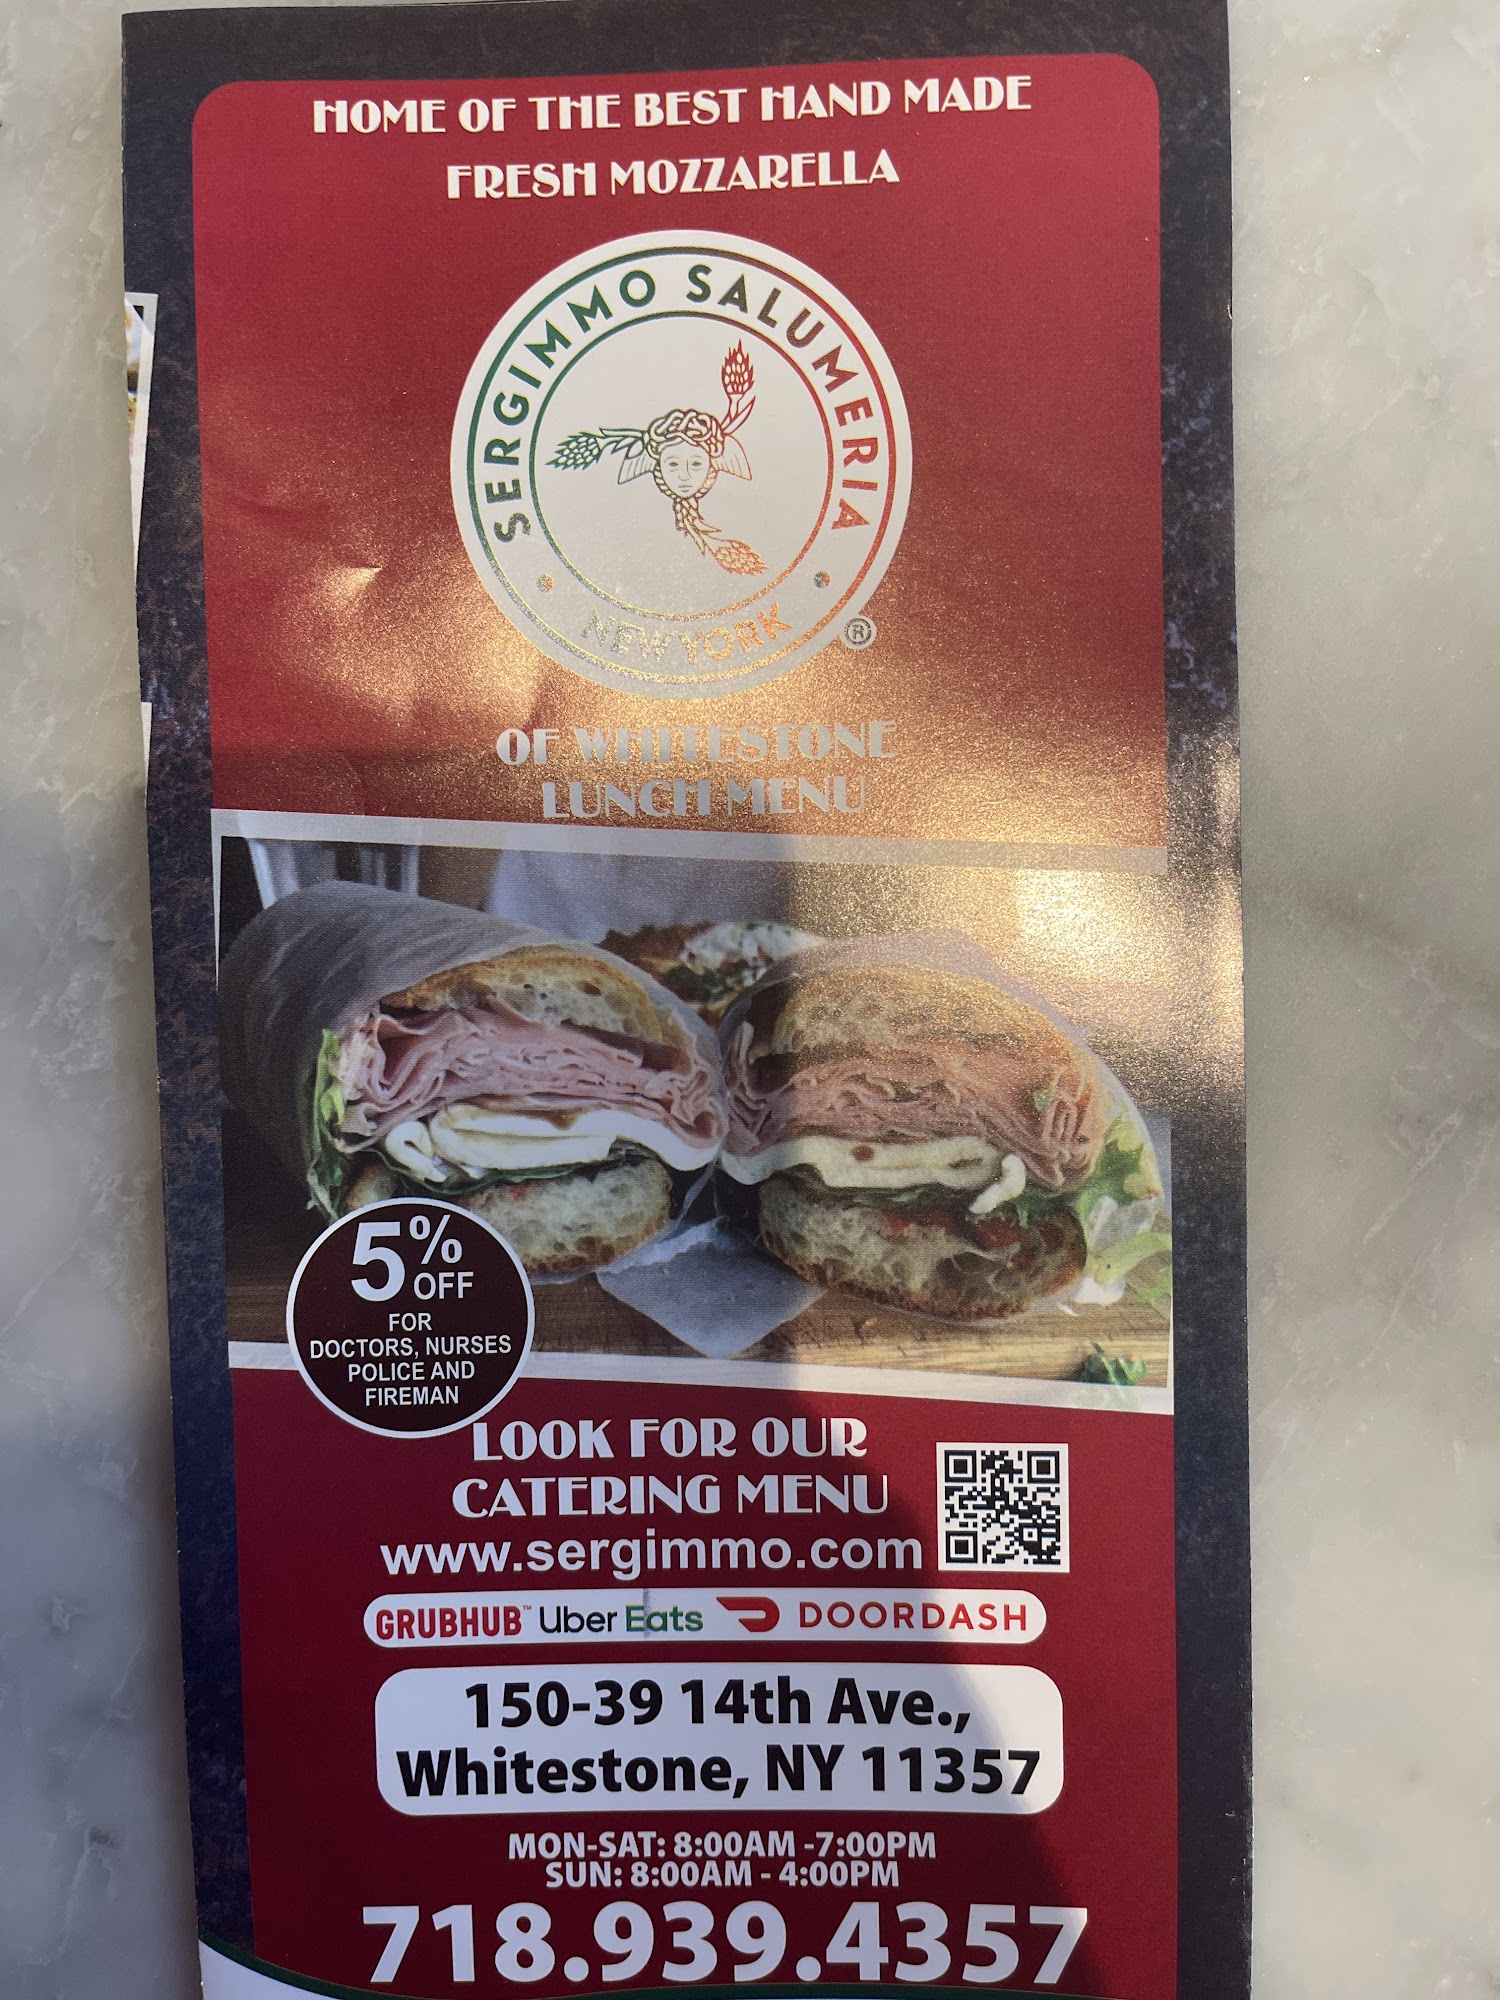 HOME OF THE BEST HAND MADE
FRESH MOZZARELLA
SERGIMMO SALUMERIA
NEW YORK
®
OF WHITESTONE
LUNCH MENU
5% OFF
FOR
DOCTORS, NURSES
POLICE AND
FIREMAN
LOOK FOR OUR
CATERING MENU
www.sergimmo.com
GRUBHUB™ Uber Eats DOORDASH
150-39 14th Ave.,
Whitestone, NY 11357
MON-SAT: 8:00AM -7:00PM
SUN: 8:00AM - 4:00PM
718.939.4357